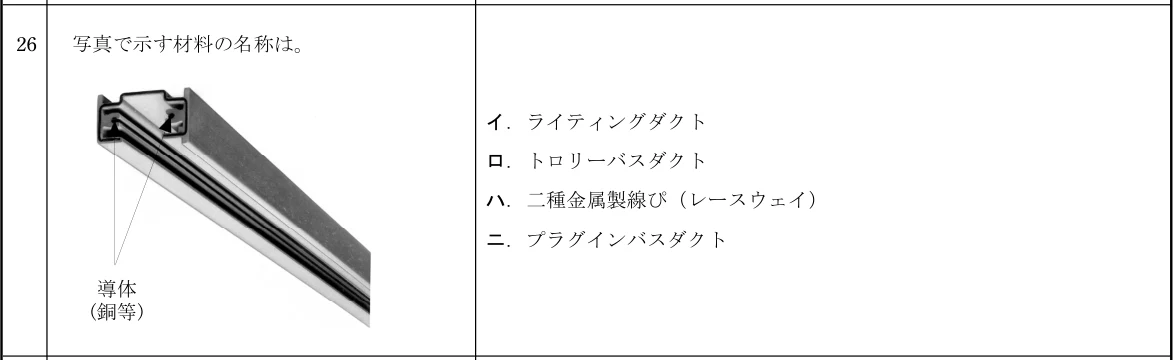 26 写真で示す材料の名称は。
導体
（銅等）
イ．ライティングダクト
ロ．トロリーバスダクト
ハ．二種金属製線ぴ（レースウェイ）
ニ．プラグインバスダクト